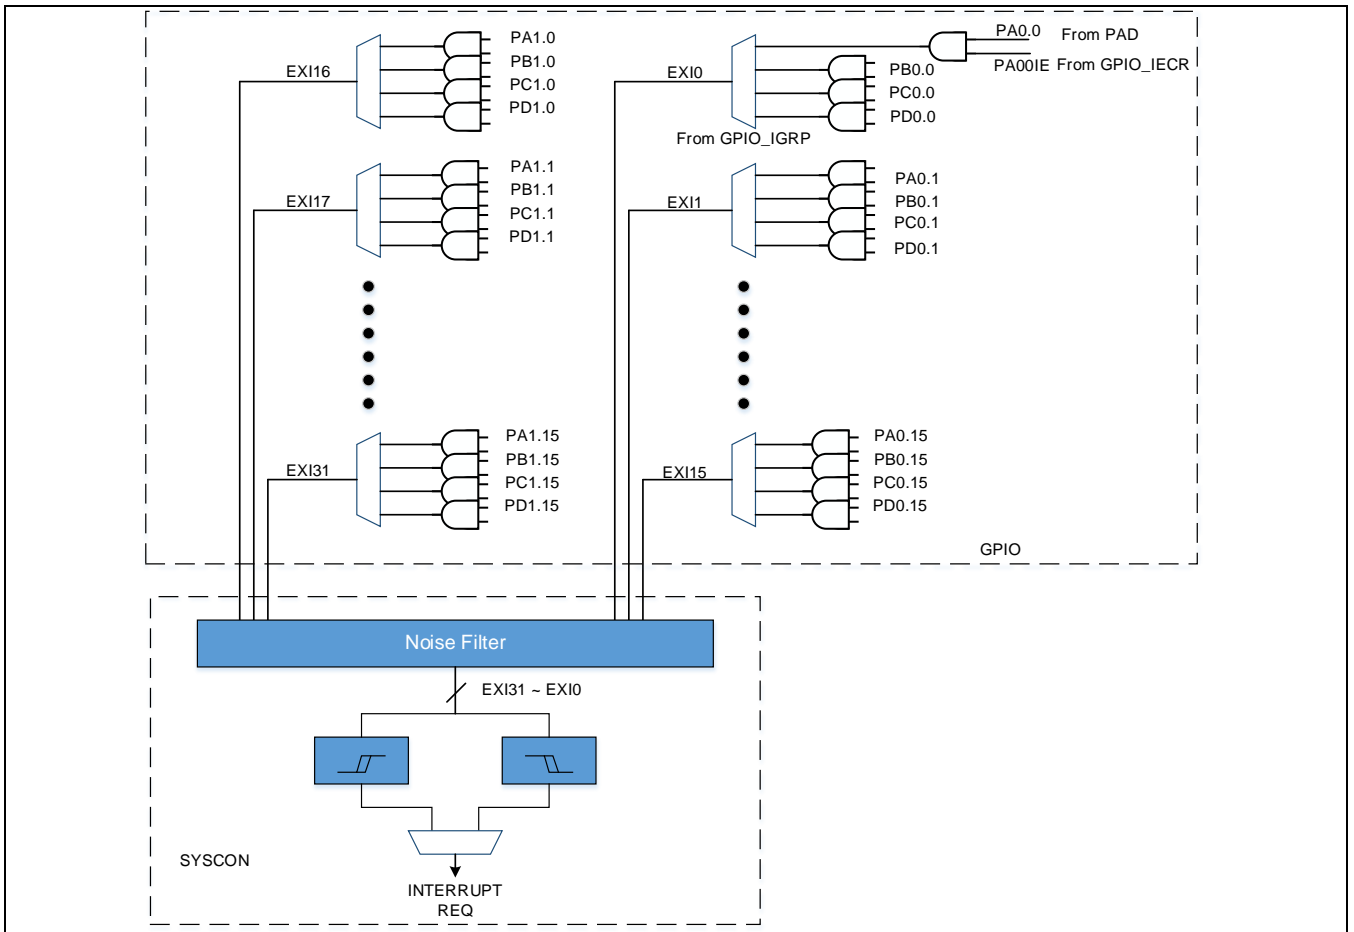 PA1.0
PB1.0
PC1.0
PD1.0
EXI16
PA0.0 From PAD
PA00IE From GPIO_IECR
PB0.0
PC0.0
PD0.0
EXI0
From GPIO_IGRP
PA1.1
PB1.1
PC1.1
PD1.1
EXI17
PA0.1
PB0.1
PC0.1
PD0.1
EXI1
PA1.15
PB1.15
PC1.15
PD1.15
EXI31
PA0.15
PB0.15
PC0.15
PD0.15
EXI15
GPIO
Noise Filter
EXI31 ~ EXI0
SYSCON
INTERRUPT
REQ